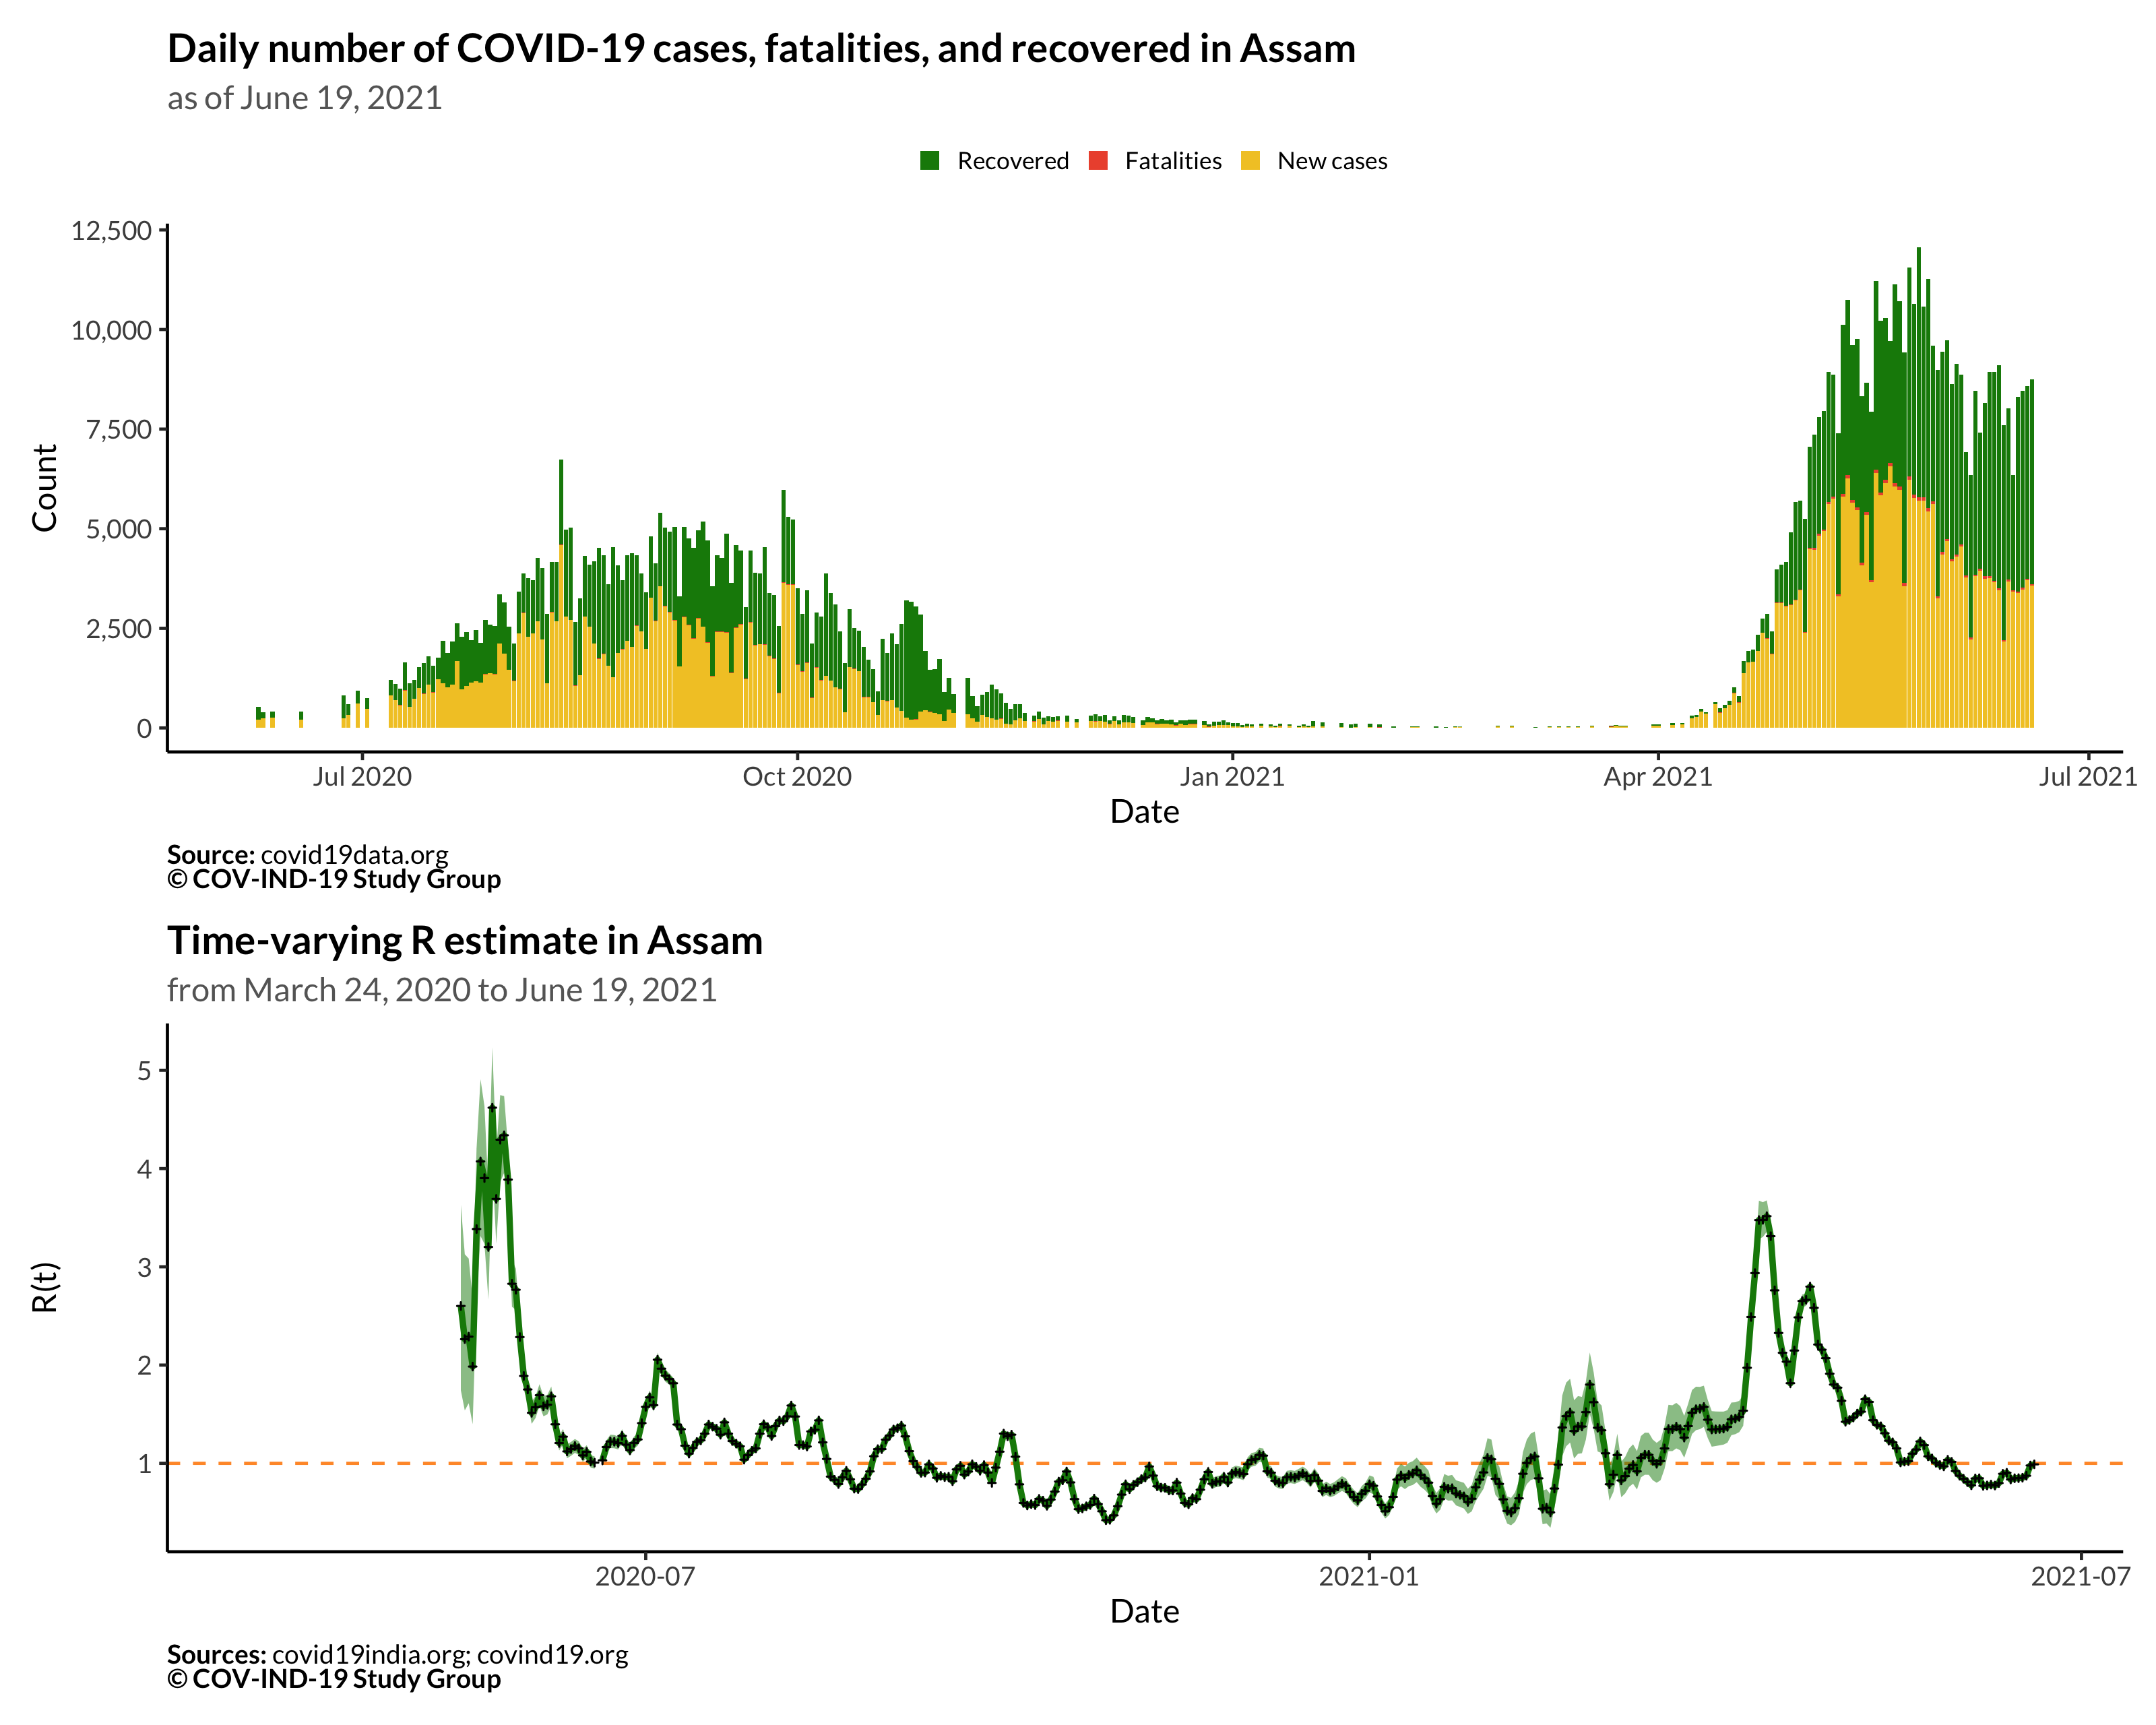 Daily number of COVID-19 cases, fatalities, and recovered in Assam
as of June 19, 2021
Recovered Fatalities New cases
12,500
10,000
7,500
5,000
2,500
0
Count
Jul 2020 Oct 2020 Jan 2021 Apr 2021 Jul 2021
Date
Source: covid19data.org
© COV-IND-19 Study Group
Time-varying R estimate in Assam
from March 24, 2020 to June 19, 2021
5
4
3
2
1
R(t)
2020-07 2021-01 2021-07
Date
Sources: covid19india.org; covind19.org
© COV-IND-19 Study Group